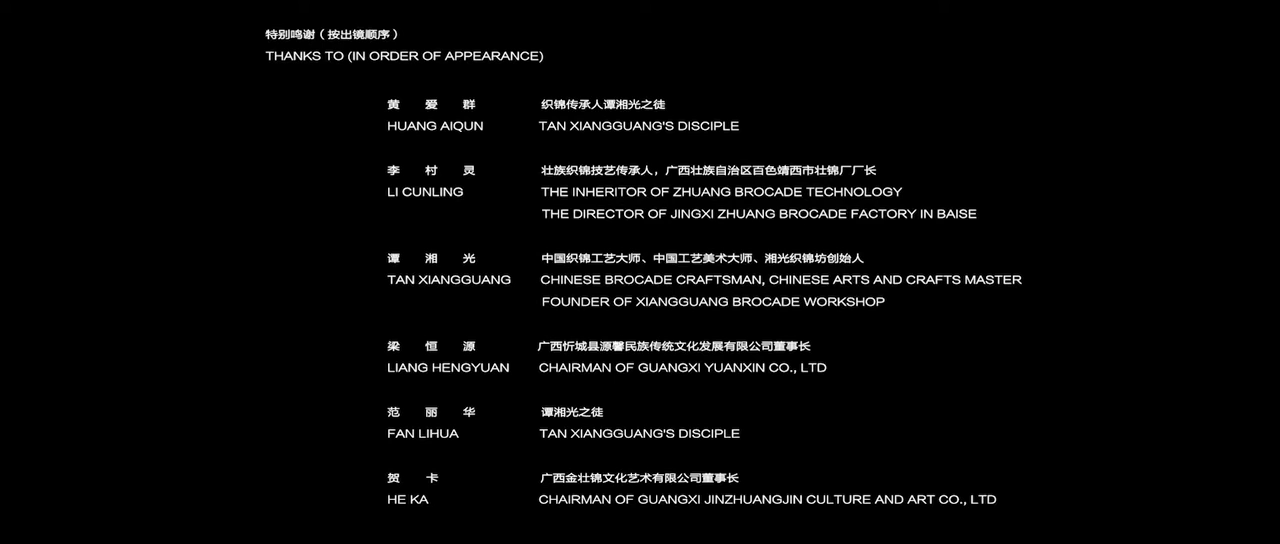 特别鸣谢（按出镜顺序）
THANKS TO (IN ORDER OF APPEARANCE)
黄 爱 群 织锦传承人谭湘光之徒
HUANG AIQUN TAN XIANGGUANG'S DISCIPLE
李 村 灵 壮族织锦技艺传承人，广西壮族自治区百色靖西市壮锦厂厂长
LI CUNLING THE INHERITOR OF ZHUANG BROCADE TECHNOLOGY
THE DIRECTOR OF JINGXI ZHUANG BROCADE FACTORY IN BAISE
谭 湘 光 中国织锦工艺大师、中国工艺美术大师、湘光织锦坊创始人
TAN XIANGGUANG CHINESE BROCADE CRAFTSMAN, CHINESE ARTS AND CRAFTS MASTER
FOUNDER OF XIANGGUANG BROCADE WORKSHOP
梁 恒 源 广西忻城县源馨民族传统文化发展有限公司董事长
LIANG HENGYUAN CHAIRMAN OF GUANGXI YUANXIN CO., LTD
范 丽 华 谭湘光之徒
FAN LIHUA TAN XIANGGUANG'S DISCIPLE
贺 卡 广西金壮锦文化艺术有限公司董事长
HE KA CHAIRMAN OF GUANGXI JINZHUANGJIN CULTURE AND ART CO., LTD